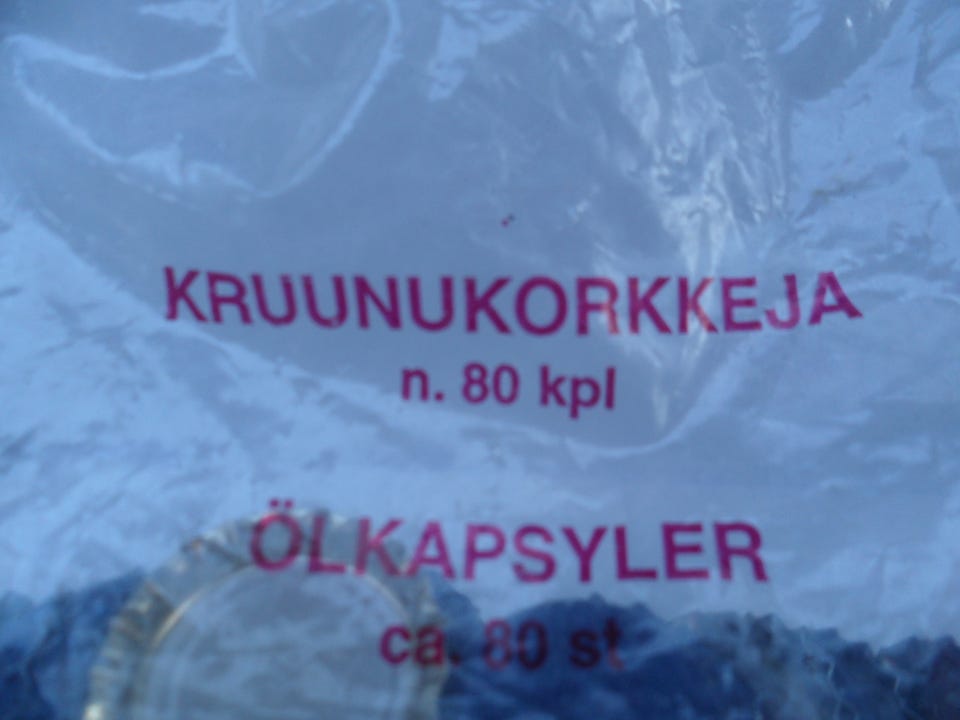 KRUUNUKORKKEJA
n. 80 kpl
ÖLKAPSYLER
ca. 80 st